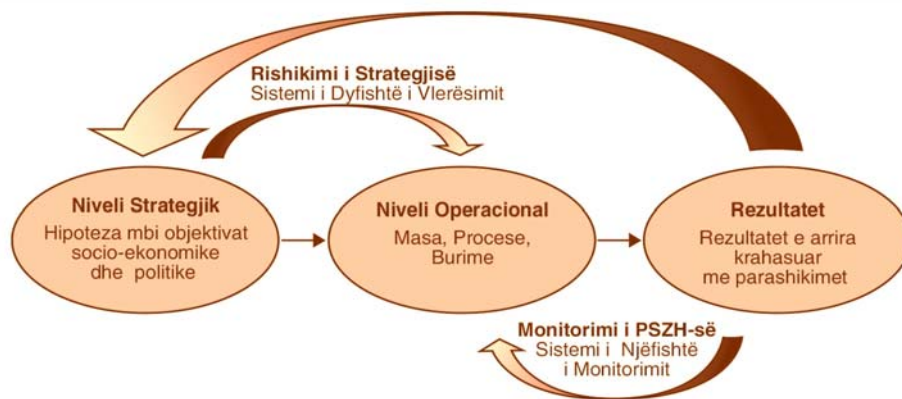 Rishikimi i Strategjisë
Sistemi i Dyfishtë i Vlerësimit
Niveli Strategjik
Hipoteza mbi objektivat
socio-ekonomike
dhe politike
Niveli Operacional
Masa, Procese,
Burime
Rezultatet
Rezultatet e arrira
krahasuar
me parashikimet
Monitorimi i PSZH-së
Sistemi i Njëfishtë
i Monitorimit